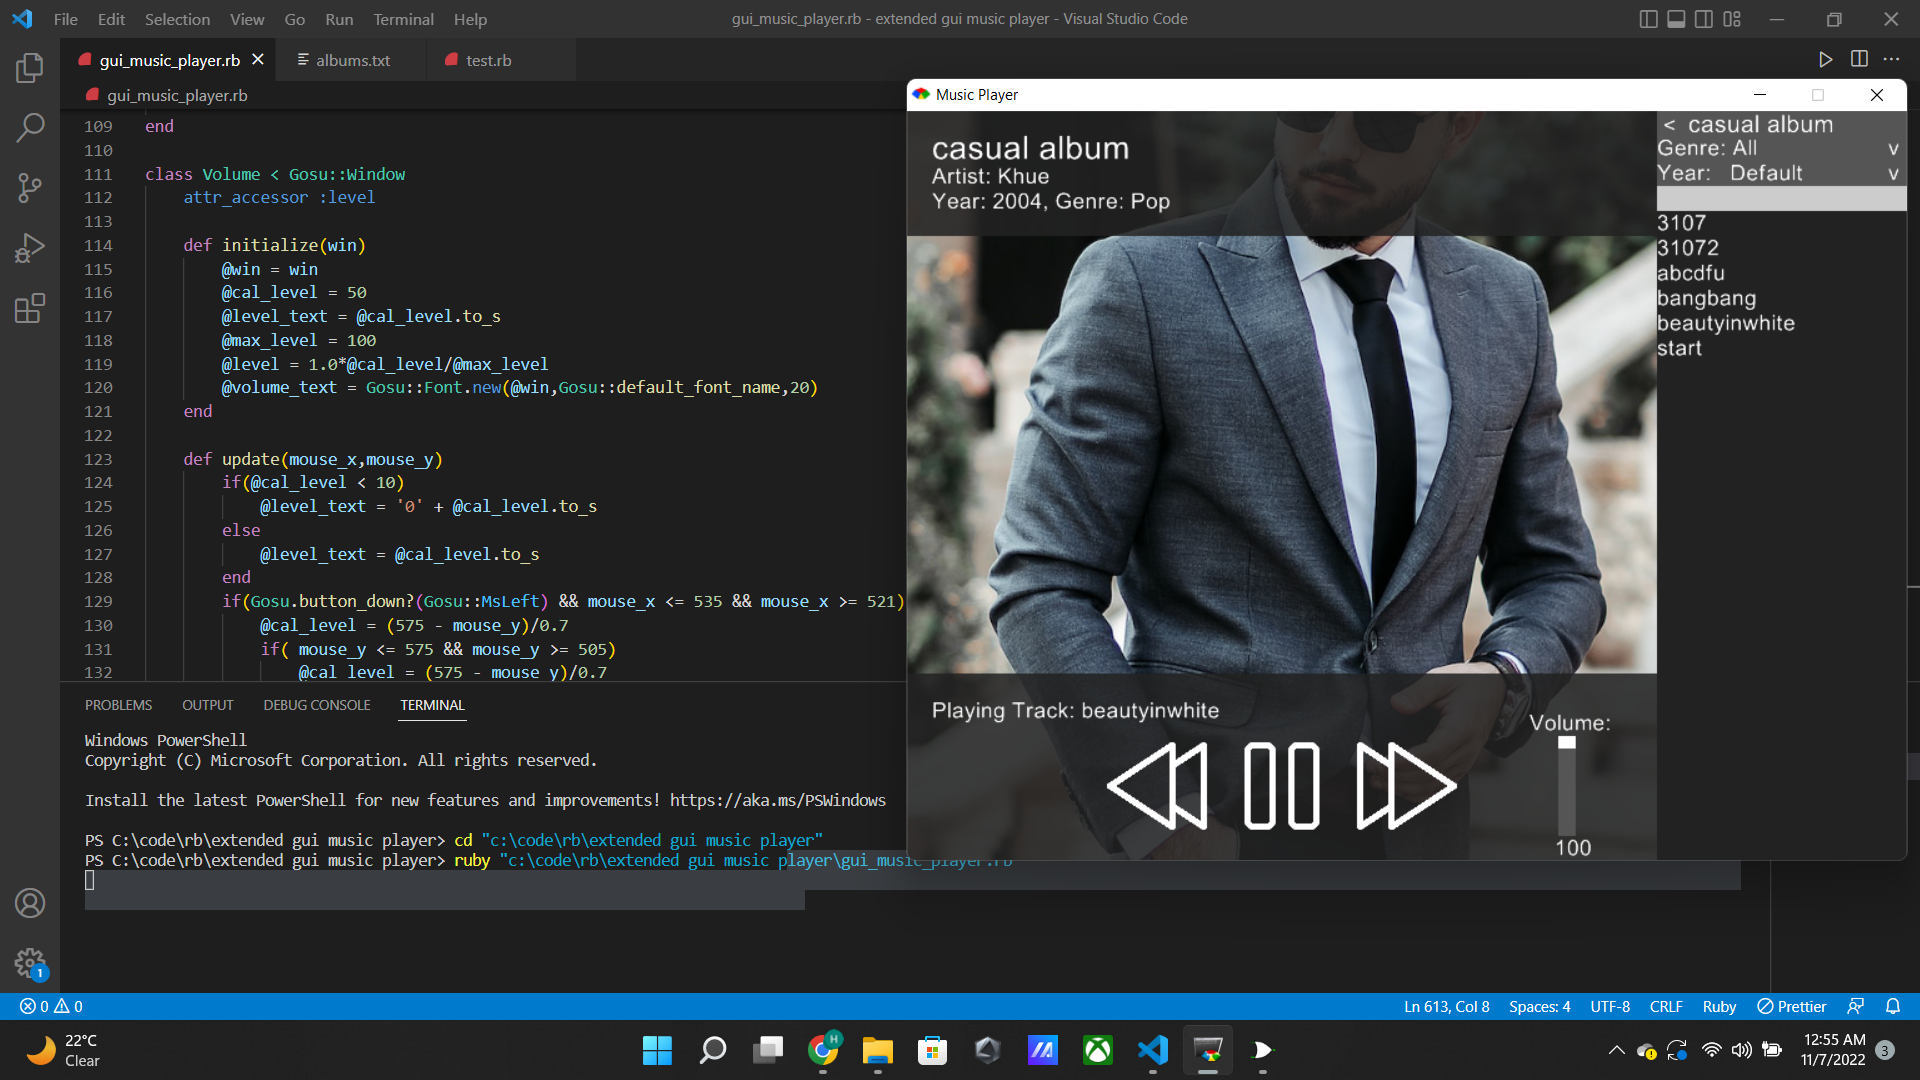 File Edit Selection View Go Run Terminal Help
gui_music_player.rb - extended gui music player - Visual Studio Code
gui_music_player.rb albums.txt test.rb
gui_music_player.rb
109 end
110
111 class Volume < Gosu::Window
112 attr_accessor :level
113
114 def initialize(win)
115 @win = win
116 @cal_level = 50
117 @level_text = @cal_level.to_s
118 @max_level = 100
119 @level = 1.0*@cal_level/@max_level
120 @volume_text = Gosu::Font.new(@win,Gosu::default_font_name,20)
121 end
122
123 def update(mouse_x,mouse_y)
124 if(@cal_level < 10)
125 @level_text = '0' + @cal_level.to_s
126 else
127 @level_text = @cal_level.to_s
128 end
129 if(Gosu.button_down?(Gosu::MsLeft) && mouse_x <= 535 && mouse_x >= 521)
130 @cal_level = (575 - mouse_y)/0.7
131 if( mouse_y <= 575 && mouse_y >= 505)
132 @cal_level = (575 - mouse_y)/0.7
PROBLEMS OUTPUT DEBUG CONSOLE TERMINAL
Windows PowerShell
Copyright (C) Microsoft Corporation. All rights reserved.
Install the latest PowerShell for new features and improvements! https://aka.ms/PSWindows
PS C:\code\rb\extended gui music player> cd "c:\code\rb\extended gui music player"
PS C:\code\rb\extended gui music player> ruby "c:\code\rb\extended gui music player\gui_music_player.rb
Music Player
casual album
Artist: Khue
Year: 2004, Genre: Pop
< casual album
Genre: All v
Year: Default v
3107
31072
abcdfu
bangbang
beautyinwhite
start
Playing Track: beautyinwhite
Volume:
100
1
0 0
Ln 613, Col 8 Spaces: 4 UTF-8 CRLF Ruby Prettier
22°C
Clear
H
12:55 AM
11/7/2022
3